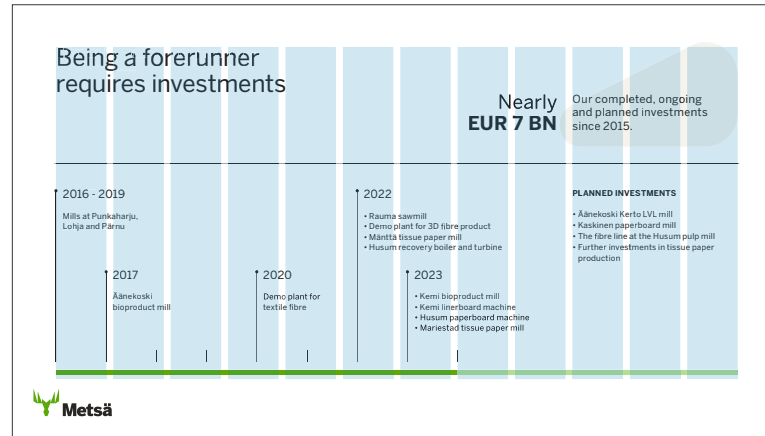 Being a forerunner
requires investments
Nearly
EUR 7 BN
Our completed, ongoing
and planned investments
since 2015.
2016 - 2019
Mills at Punkaharju,
Lohja and Pärnu
2022
• Rauma sawmill
• Demo plant for 3D fibre product
• Mänttä tissue paper mill
• Husum recovery boiler and turbine
PLANNED INVESTMENTS
• Äänekoski Kerto LVL mill
• Kaskinen paperboard mill
• The fibre line at the Husum pulp mill
• Further investments in tissue paper
production
2017
Äänekoski
bioproduct mill
2020
Demo plant for
textile fibre
2023
• Kemi bioproduct mill
• Kemi linerboard machine
• Husum paperboard machine
• Mariestad tissue paper mill
Metsä